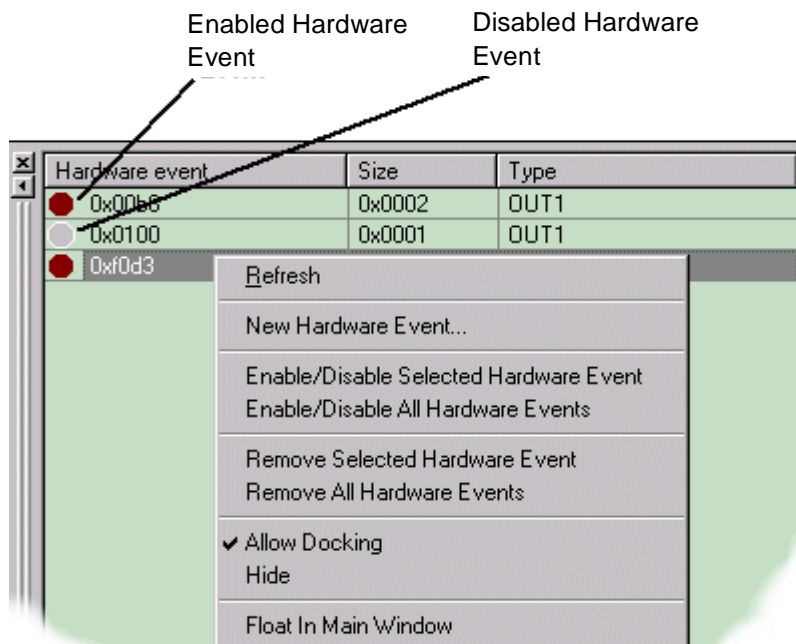 Enabled Hardware
Event
Disabled Hardware
Event
Hardware event Size Type
0x00b8 0x0002 OUT1
0x0100 0x0001 OUT1
0xf0d3
Refresh
New Hardware Event...
Enable/Disable Selected Hardware Event
Enable/Disable All Hardware Events
Remove Selected Hardware Event
Remove All Hardware Events
Allow Docking
Hide
Float In Main Window